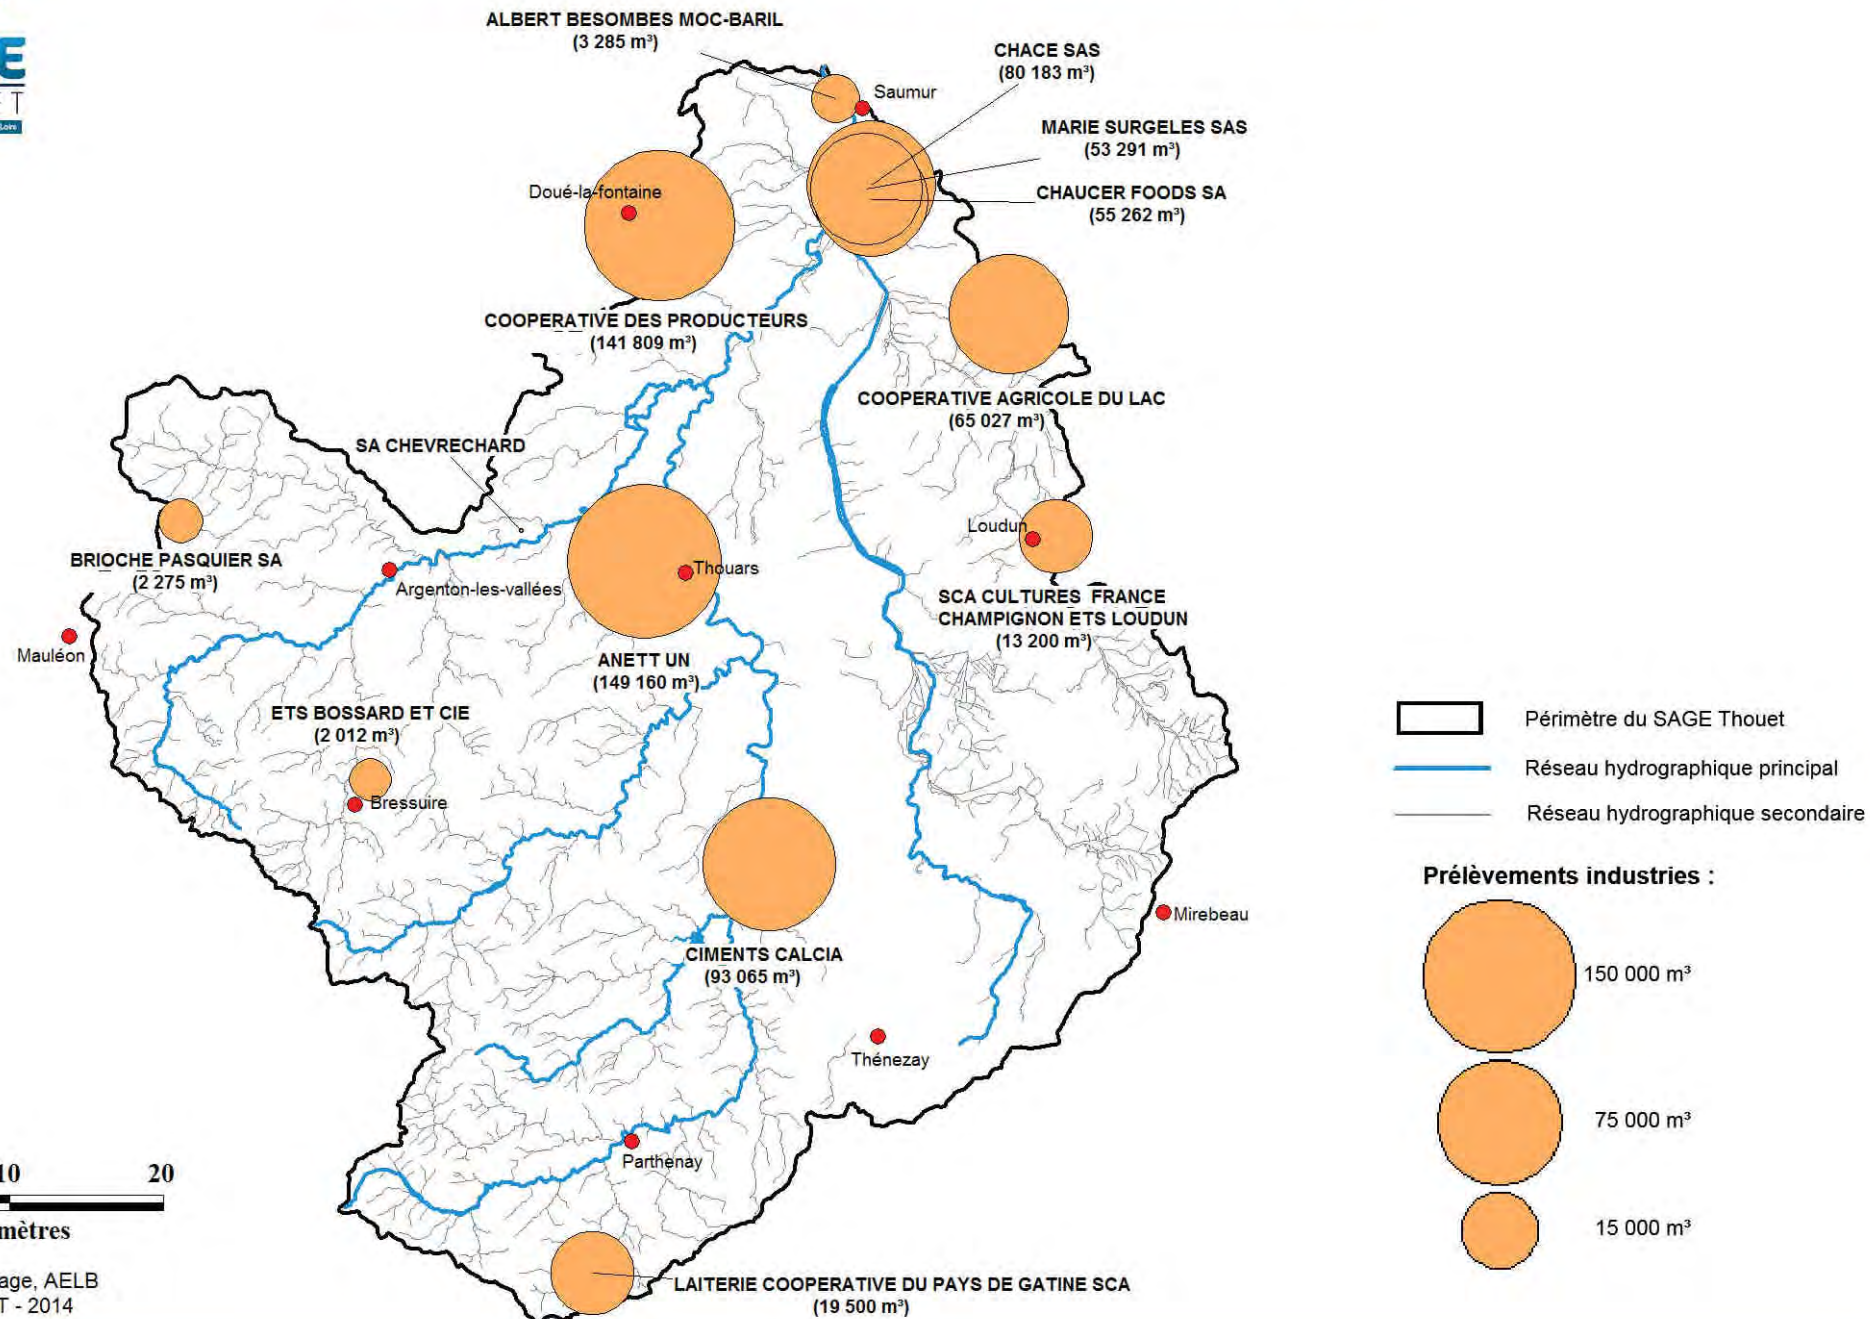 ALBERT BESOMBES MOC-BARIL
(3 285 m³)
CHACE SAS
(80 183 m³)
Saumur
MARIE SURGELES SAS
(53 291 m³)
Doué-la-fontaine
CHAUCER FOODS SA
(55 262 m³)
COOPERATIVE DES PRODUCTEURS
(141 809 m³)
COOPERATIVE AGRICOLE DU LAC
(65 027 m³)
SA CHEVRECHARD
Loudun
BRIOCHE PASQUIER SA
(2 275 m³)
Thouars
Argenton-les-vallées
SCA CULTURES FRANCE
CHAMPIGNON ETS LOUDUN
(13 200 m³)
Mauléon
ANETT UN
(149 160 m³)
ETS BOSSARD ET CIE
(2 012 m³)
Bressuire
Périmètre du SAGE Thouet
Réseau hydrographique principal
Réseau hydrographique secondaire
Prélèvements industries :
150 000 m³
75 000 m³
15 000 m³
Mirebeau
CIMENTS CALCIA
(93 065 m³)
Thénezay
Parthenay
10 20
mètres
age, AELB
T - 2014
LAITERIE COOPERATIVE DU PAYS DE GATINE SCA
(19 500 m³)